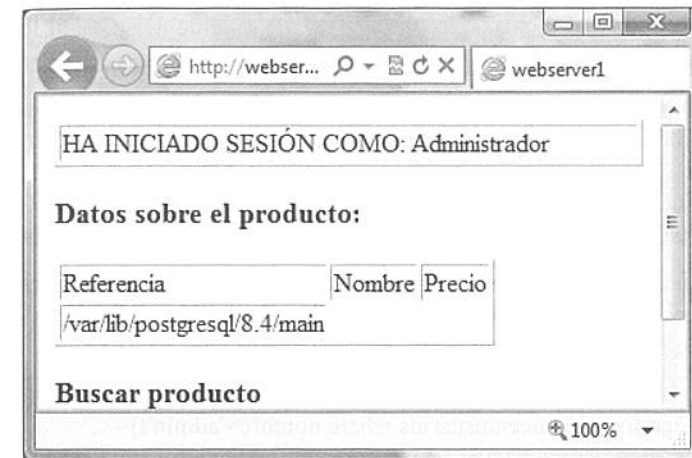 http://webser...
webserver1
HA INICIADO SESIÓN COMO: Administrador
Datos sobre el producto:
Referencia Nombre Precio
/var/lib/postgresql/8.4/main
Buscar producto
100%